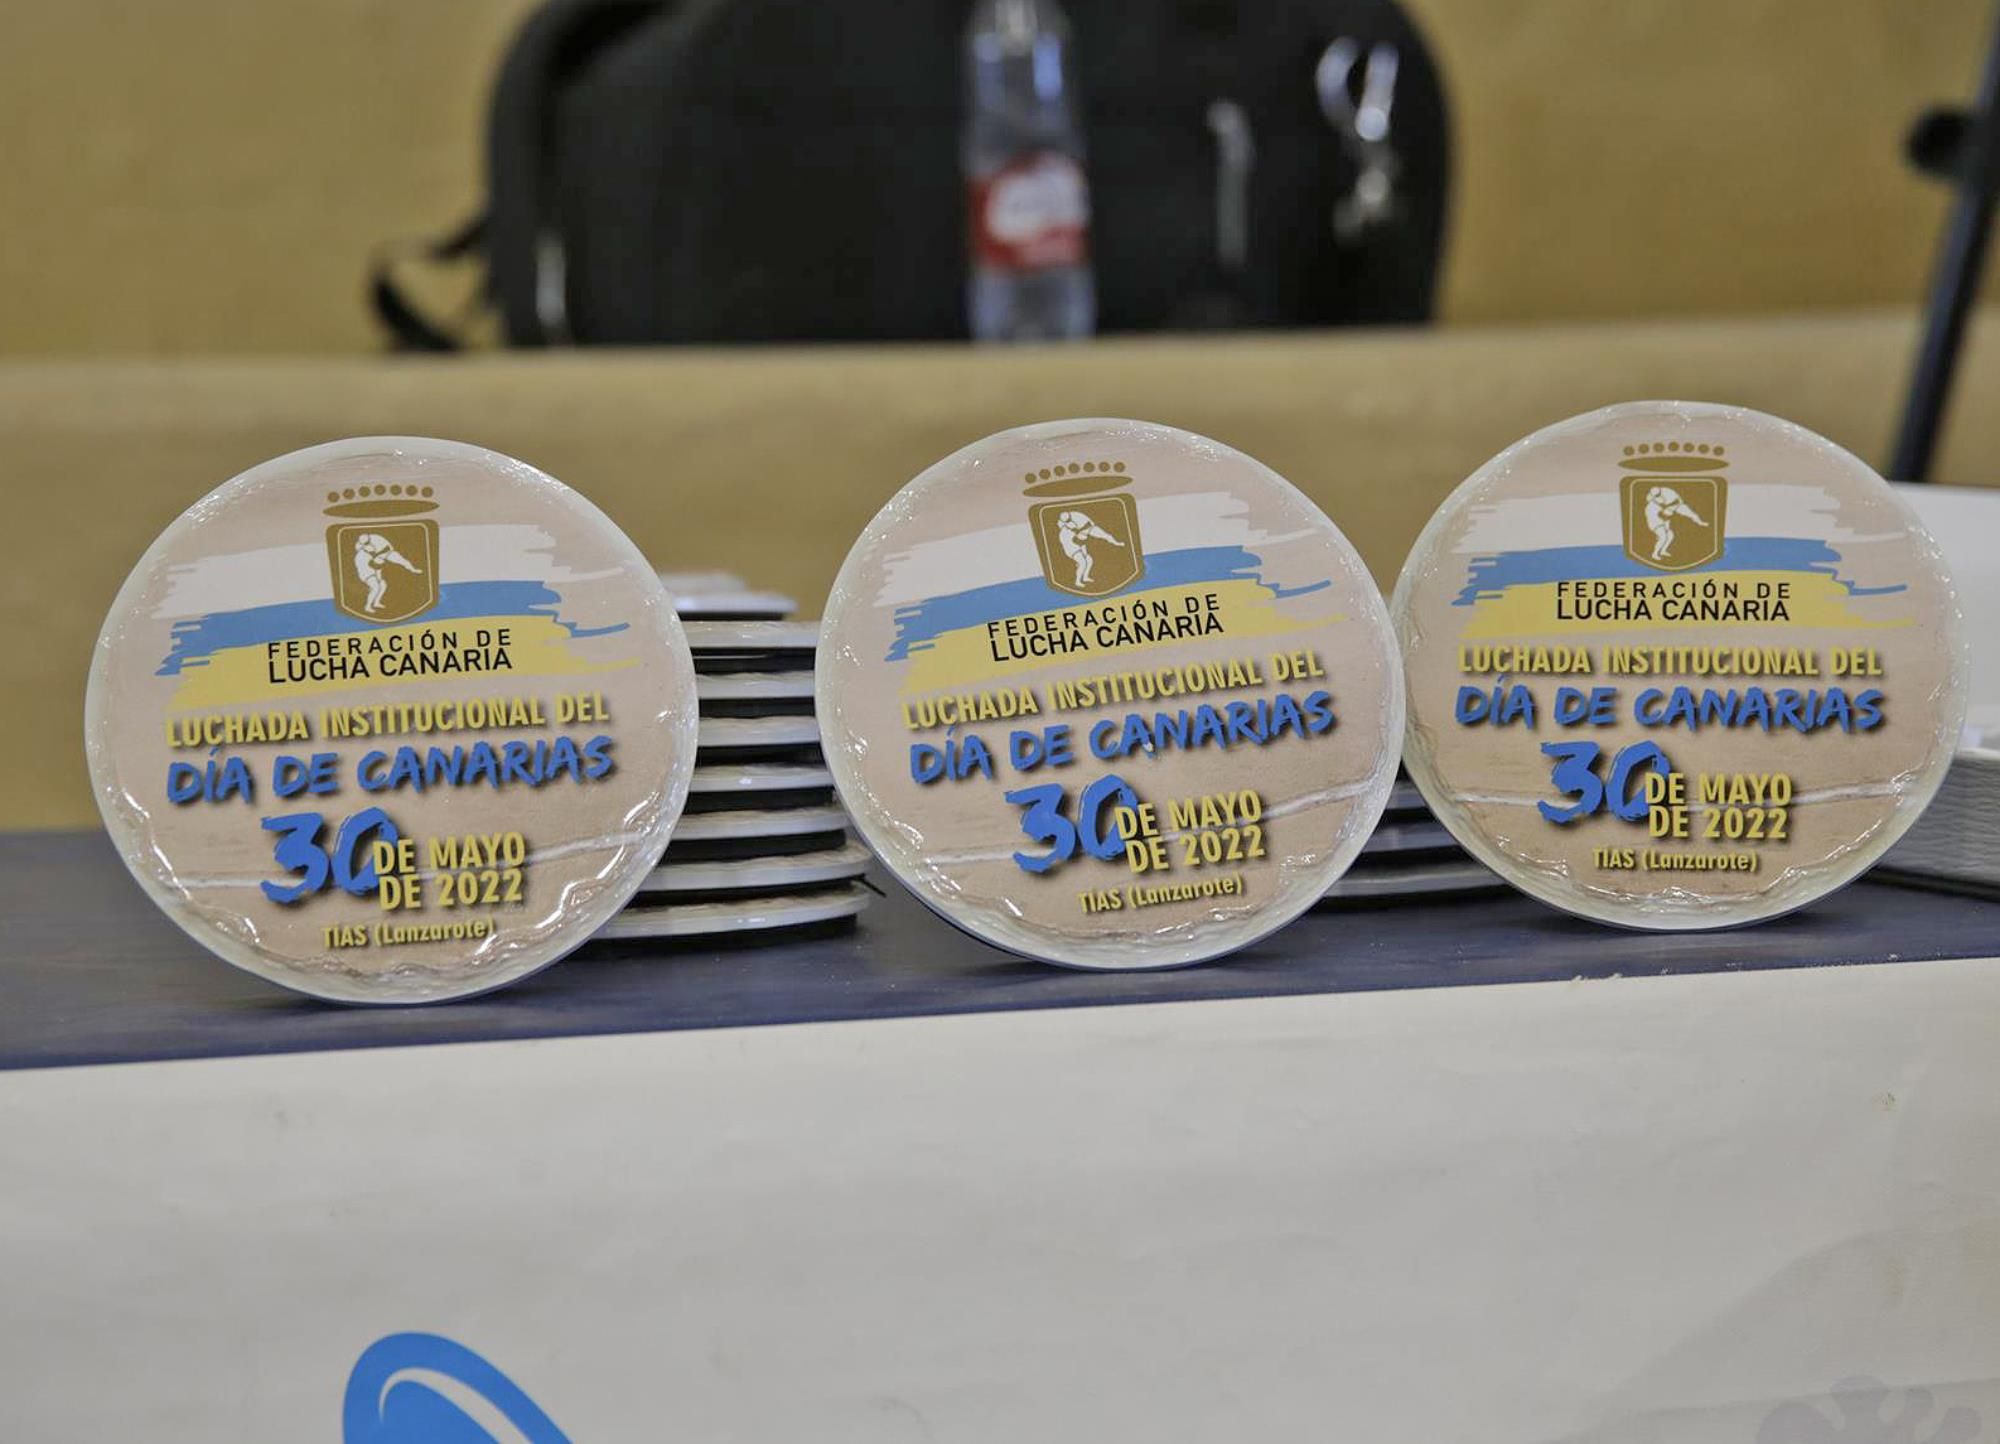 FEDERACIÓN DE
LUCHA CANARIA
LUCHADA INSTITUCIONAL DEL
DÍA DE CANARIAS
30 DE MAYO
DE 2022
TÍAS (Lanzarote)
FEDERACIÓN DE
LUCHA CANARIA
LUCHADA INSTITUCIONAL DEL
DÍA DE CANARIAS
30 DE MAYO
DE 2022
TÍAS (Lanzarote)
FEDERACIÓN DE
LUCHA CANARIA
LUCHADA INSTITUCIONAL DEL
DÍA DE CANARIAS
30 DE MAYO
DE 2022
TÍAS (Lanzarote)